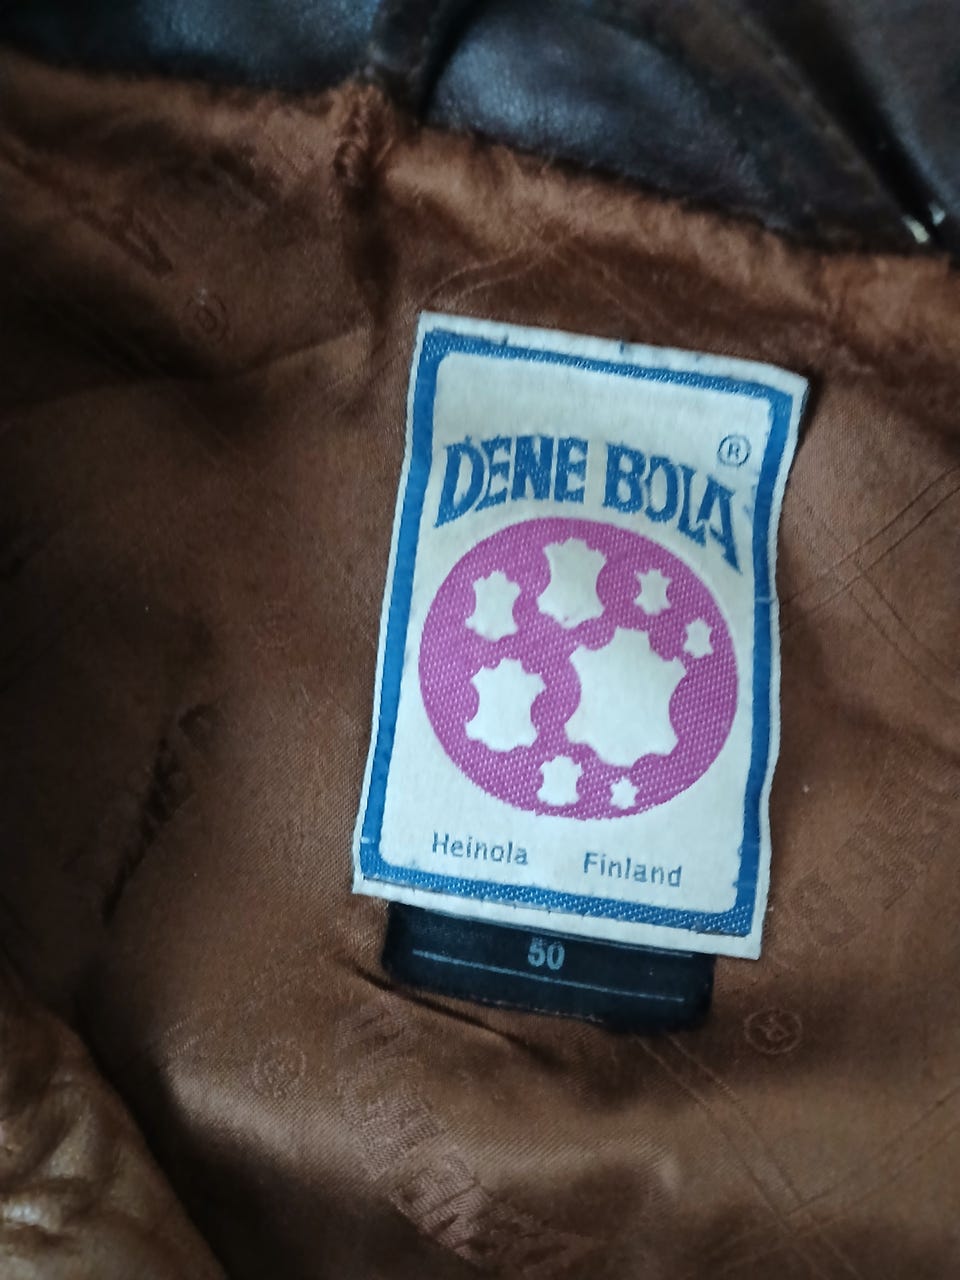 DENE BOLA ®
Heinola Finland
50